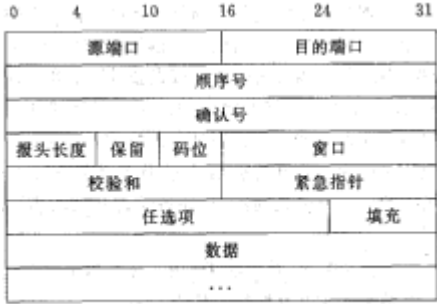 0 4 10 16 24 31
源端口 目的端口
顺序号
确认号
报头长度 保留 码位 窗口
校验和 紧急指针
任选项 填充
数据
...